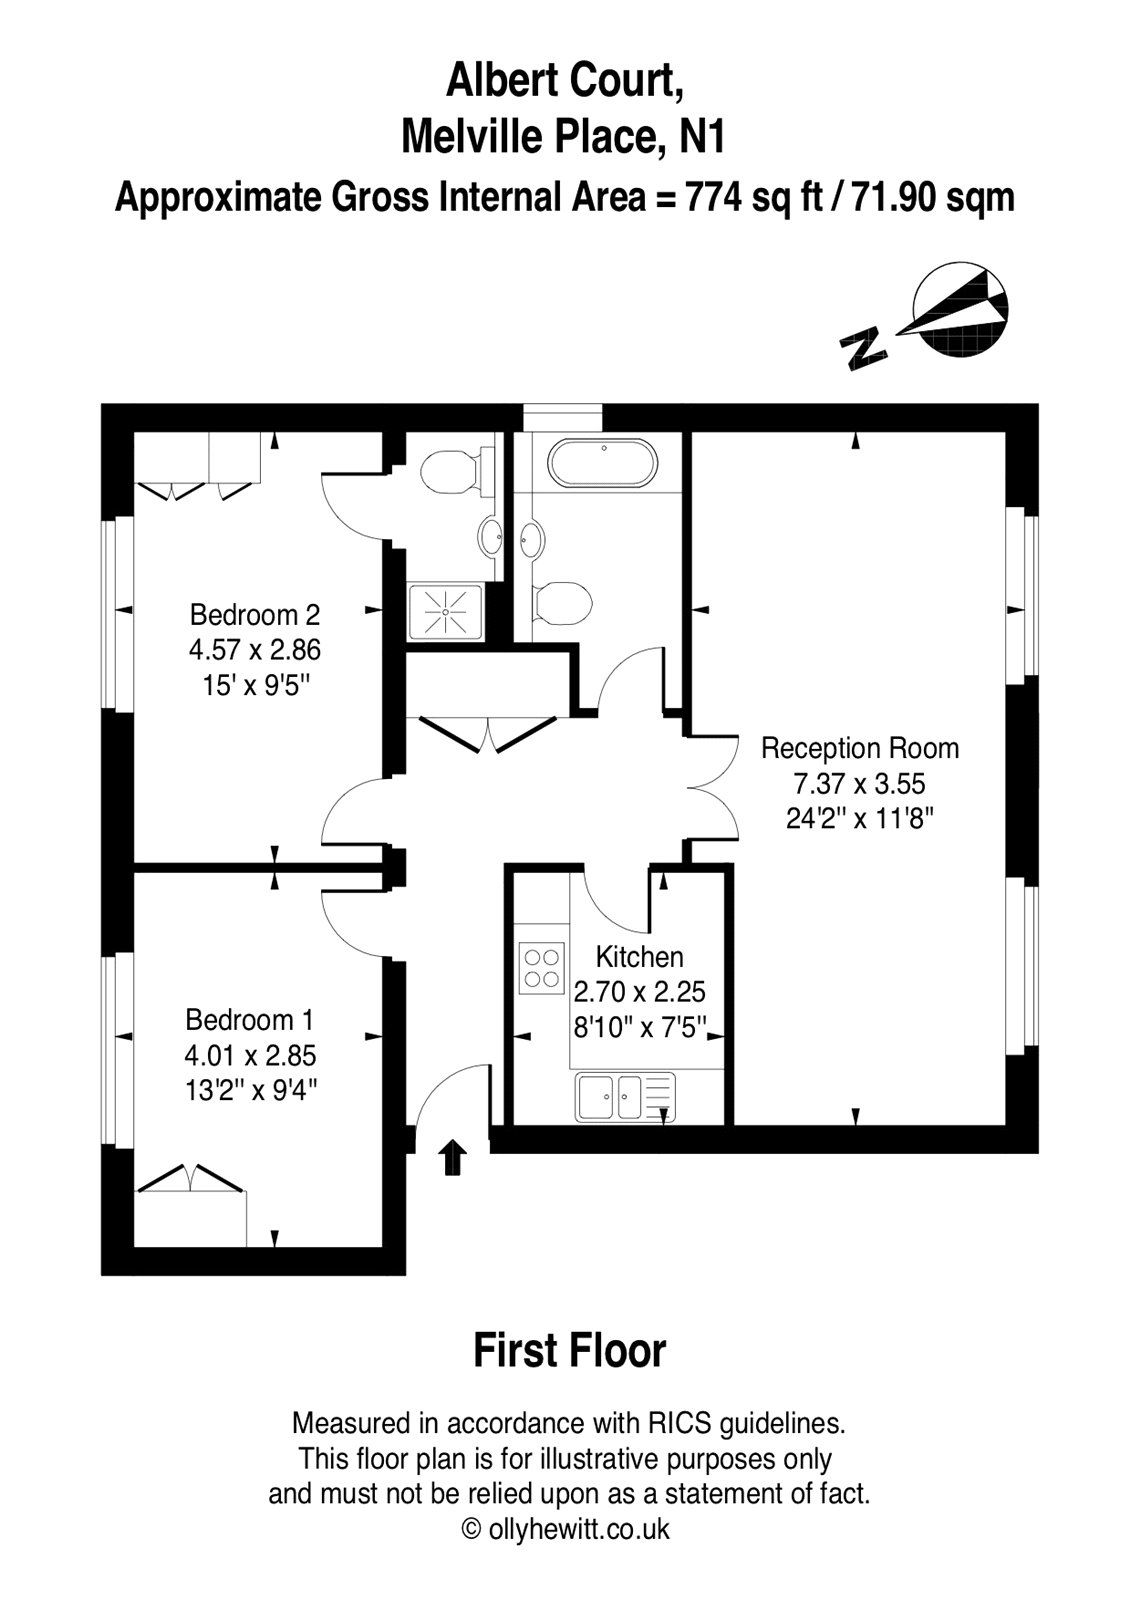 Albert Court,
Melville Place, N1
Approximate Gross Internal Area = 774 sq ft / 71.90 sqm
N
Bedroom 2
4.57 x 2.86
15' x 9'5"
Reception Room
7.37 x 3.55
24'2" x 11'8"
Kitchen
2.70 x 2.25
8'10" x 7'5"
Bedroom 1
4.01 x 2.85
13'2" x 9'4"
First Floor
Measured in accordance with RICS guidelines.
This floor plan is for illustrative purposes only
and must not be relied upon as a statement of fact.
© ollyhewitt.co.uk